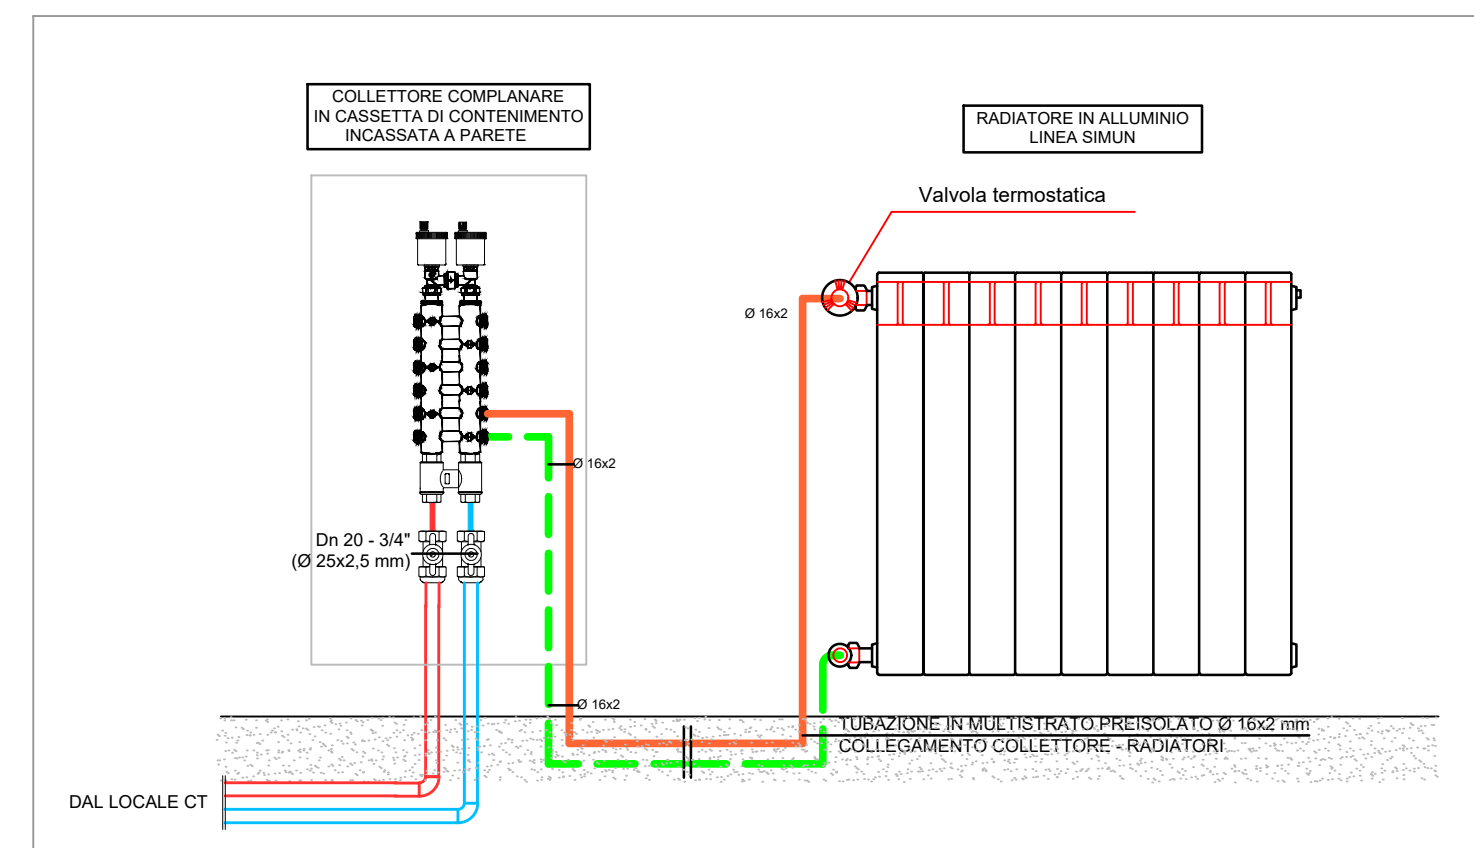 COLLETTORE COMPLANARE
IN CASSETTA DI CONTENIMENTO
INCASSATA A PARETE
RADIATORE IN ALLUMINIO
LINEA SIMUN
Valvola termostatica
Ø 16x2
Ø 16x2
Dn 20 - 3/4"
(Ø 25x2,5 mm)
Ø 16x2
TUBAZIONE IN MULTISTRATO PREISOLATO Ø 16x2 mm
COLLEGAMENTO COLLETTORE - RADIATORI
DAL LOCALE CT